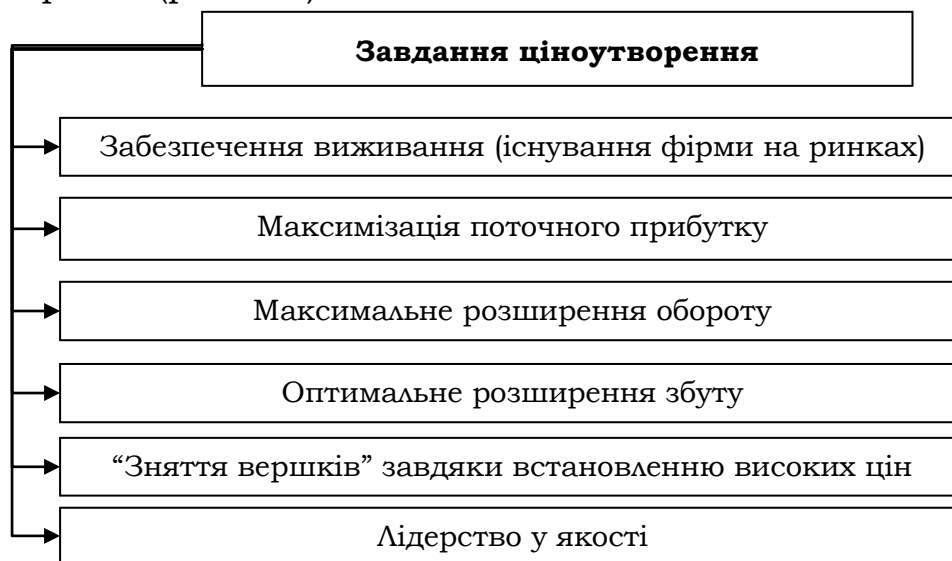 Завдання ціноутворення
Забезпечення виживання (існування фірми на ринках)
Максимізація поточного прибутку
Максимальне розширення обороту
Оптимальне розширення збуту
“Зняття вершків” завдяки встановленню високих цін
Лідерство у якості